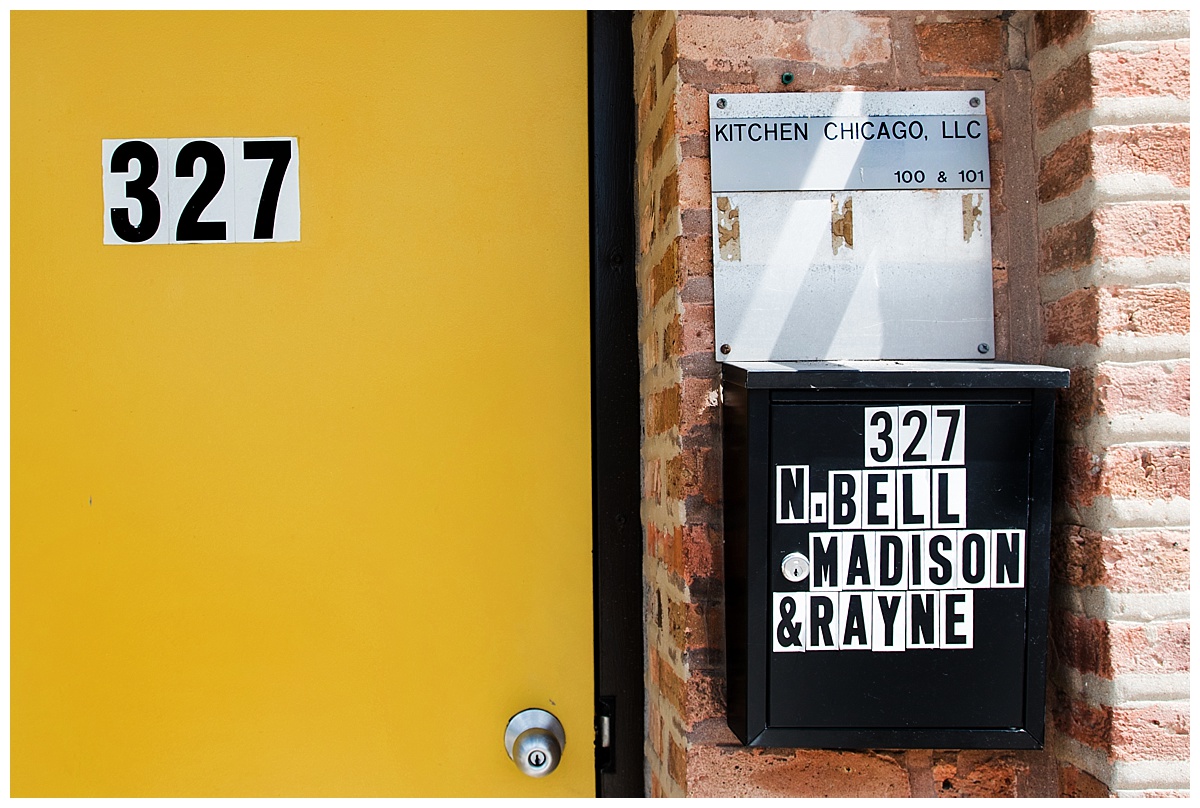 327
KITCHEN CHICAGO, LLC
100 & 101
327
N.BELL
MADISON
&RAYNE